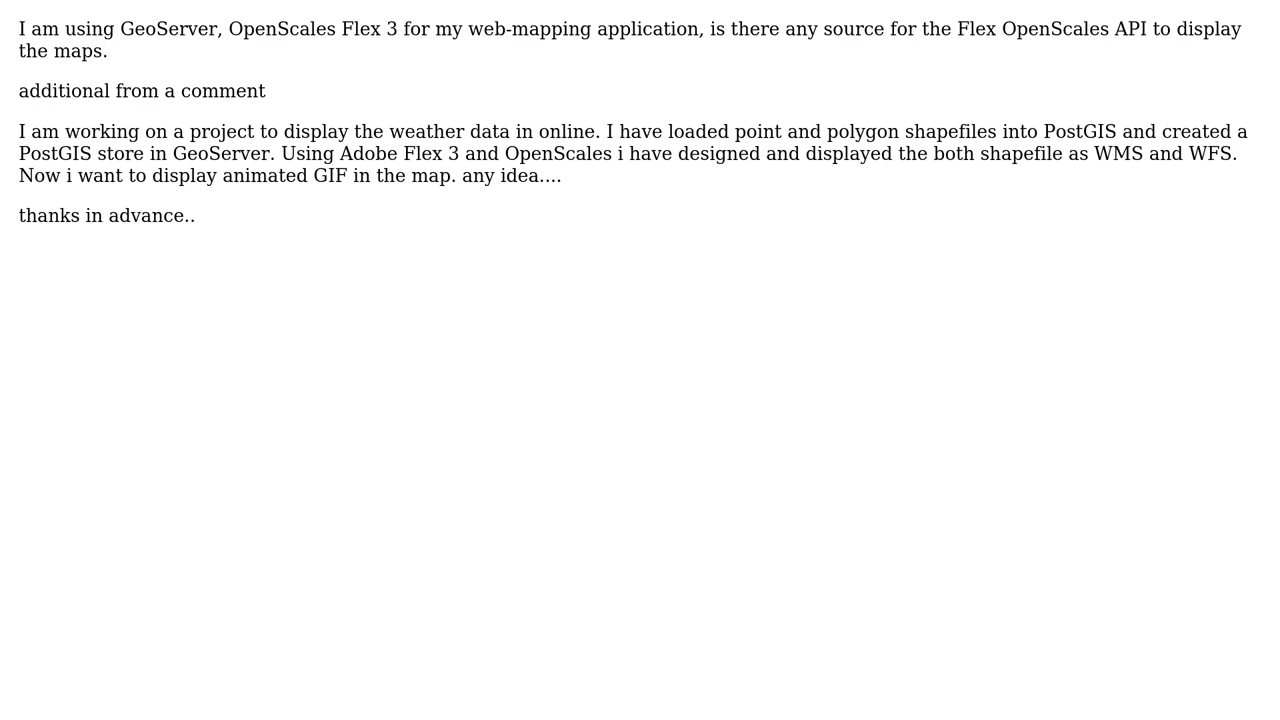 I am using GeoServer, OpenScales Flex 3 for my web-mapping application, is there any source for the Flex OpenScales API to display
the maps.
additional from a comment
I am working on a project to display the weather data in online. I have loaded point and polygon shapefiles into PostGIS and created a
PostGIS store in GeoServer. Using Adobe Flex 3 and OpenScales i have designed and displayed the both shapefile as WMS and WFS.
Now i want to display animated GIF in the map. any idea....
thanks in advance..